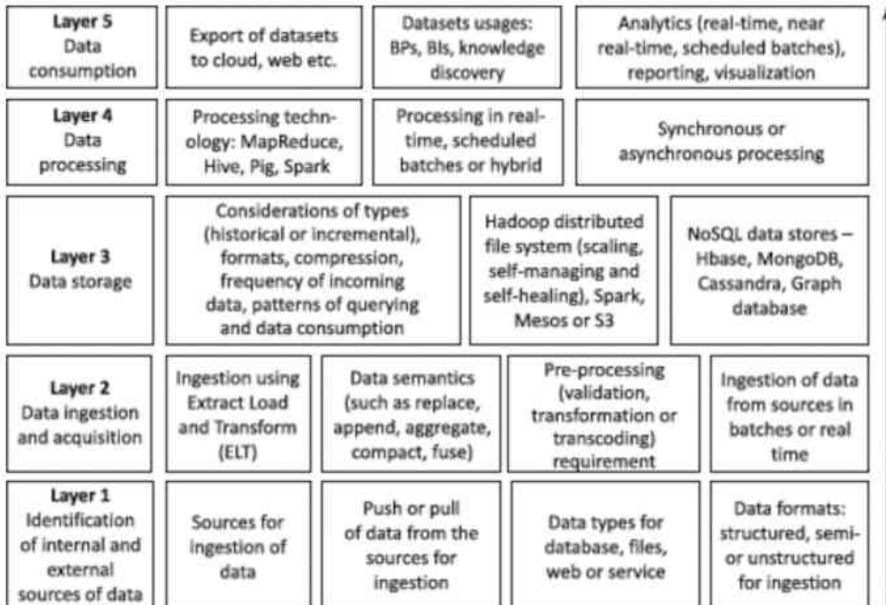 Layer 5
Data
consumption
Export of datasets
to cloud, web etc.
Datasets usages:
BPs, BIs, knowledge
discovery
Analytics (real-time, near
real-time, scheduled batches),
reporting, visualization
Layer 4
Data
processing
Processing techn-
ology: MapReduce,
Hive, Pig, Spark
Processing in real-
time, scheduled
batches or hybrid
Synchronous or
asynchronous processing
Layer 3
Data storage
Considerations of types
(historical or incremental),
formats, compression,
frequency of incoming
data, patterns of querying
and data consumption
Hadoop distributed
file system (scaling,
self-managing and
self-healing), Spark,
Mesos or S3
NoSQL data stores –
Hbase, MongoDB,
Cassandra, Graph
database
Layer 2
Data ingestion
and acquisition
Ingestion using
Extract Load
and Transform
(ELT)
Data semantics
(such as replace,
append, aggregate,
compact, fuse)
Pre-processing
(validation,
transformation or
transcoding)
requirement
Ingestion of data
from sources in
batches or real
time
Layer 1
Identification
of internal and
external
sources of data
Sources for
ingestion of
data
Push or pull
of data from the
sources for
ingestion
Data types for
database, files,
web or service
Data formats:
structured, semi-
or unstructured
for ingestion